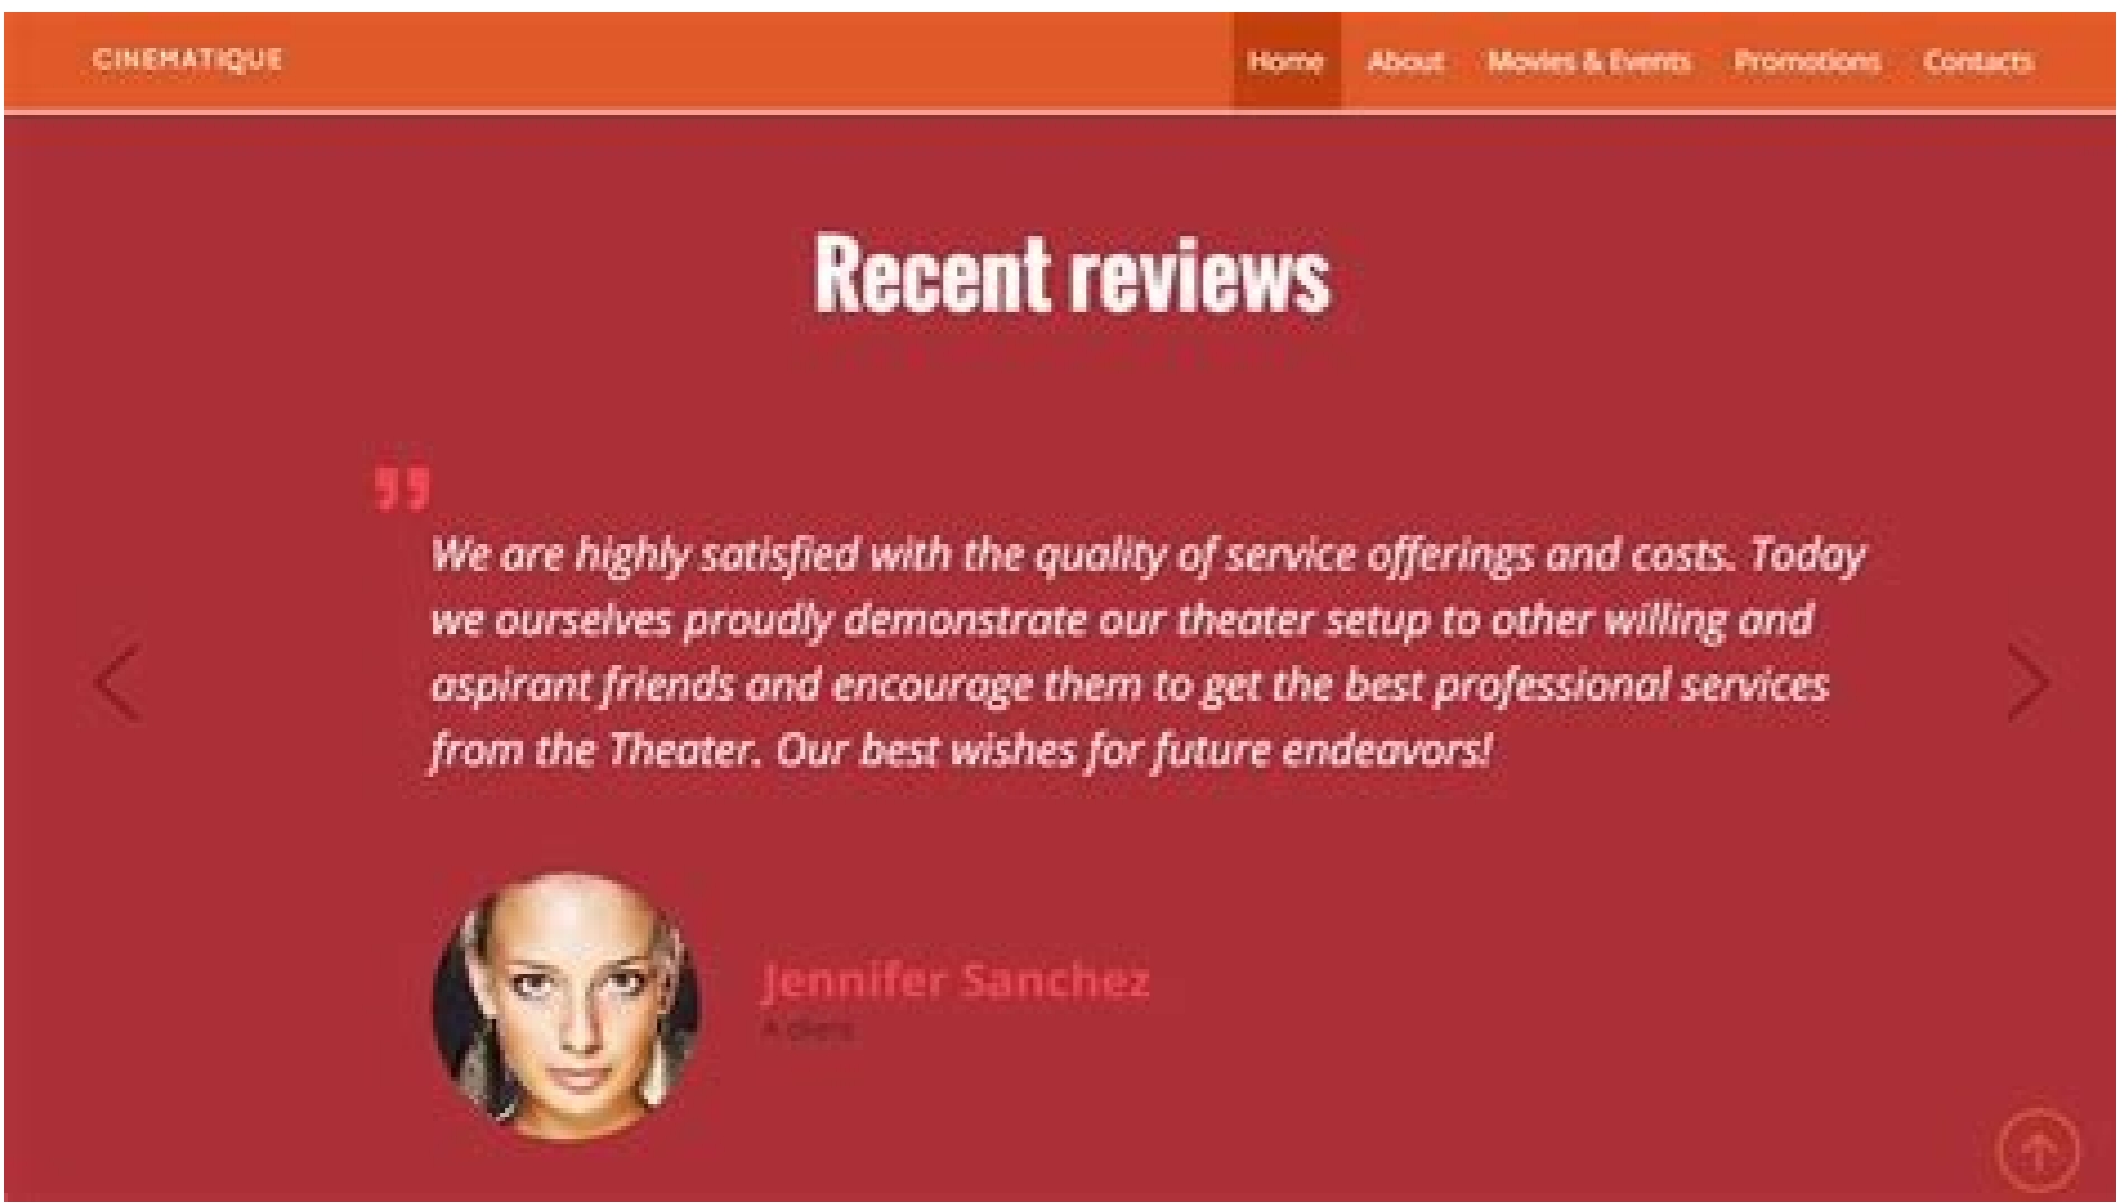 CINEMATIQUE
Home About Movies & Events Promotions Contacts
Recent reviews
”
We are highly satisfied with the quality of service offerings and costs. Today
we ourselves proudly demonstrate our theater setup to other willing and
aspirant friends and encourage them to get the best professional services
from the Theater. Our best wishes for future endeavors!
Jennifer Sanchez
A client